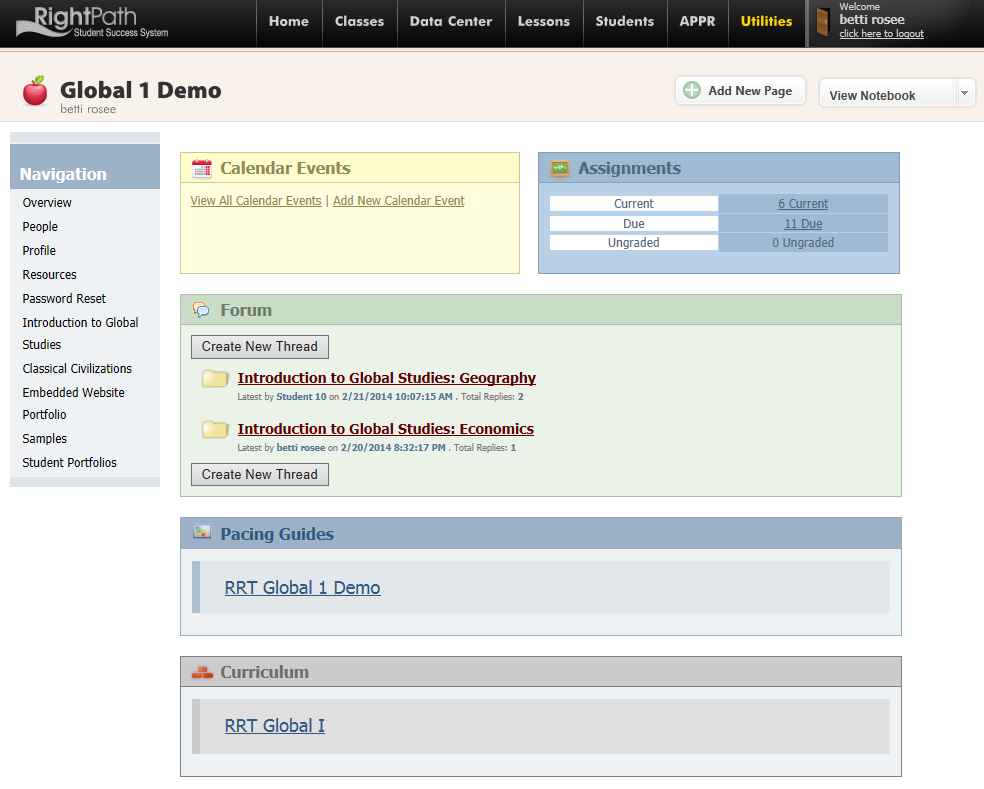 RightPath
Student Success System
Home
Classes
Data Center
Lessons
Students
APPR
Utilities
Welcome
betti rosee
click here to logout
Global 1 Demo
betti rosee
Add New Page
View Notebook
Navigation
Overview
People
Profile
Resources
Password Reset
Introduction to Global
Studies
Classical Civilizations
Embedded Website
Portfolio
Samples
Student Portfolios
Calendar Events
View All Calendar Events | Add New Calendar Event
Assignments
Current 6 Current
Due 11 Due
Ungraded 0 Ungraded
Forum
Create New Thread
Introduction to Global Studies: Geography
Latest by Student 10 on 2/21/2014 10:07:15 AM . Total Replies: 2
Introduction to Global Studies: Economics
Latest by betti rosee on 2/20/2014 8:32:17 PM . Total Replies: 1
Create New Thread
Pacing Guides
RRT Global 1 Demo
Curriculum
RRT Global I